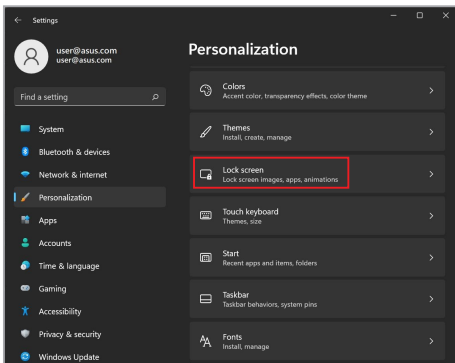 Settings
user@asus.com
user@asus.com
Find a setting
System
Bluetooth & devices
Network & internet
Personalization
Apps
Accounts
Time & language
Gaming
Accessibility
Privacy & security
Windows Update
Personalization
Colors
Accent color, transparency effects, color theme
Themes
Install, create, manage
Lock screen
Lock screen images, apps, animations
Touch keyboard
Themes, size
Start
Recent apps and items, folders
Taskbar
Taskbar behaviors, system pins
Fonts
Install, manage